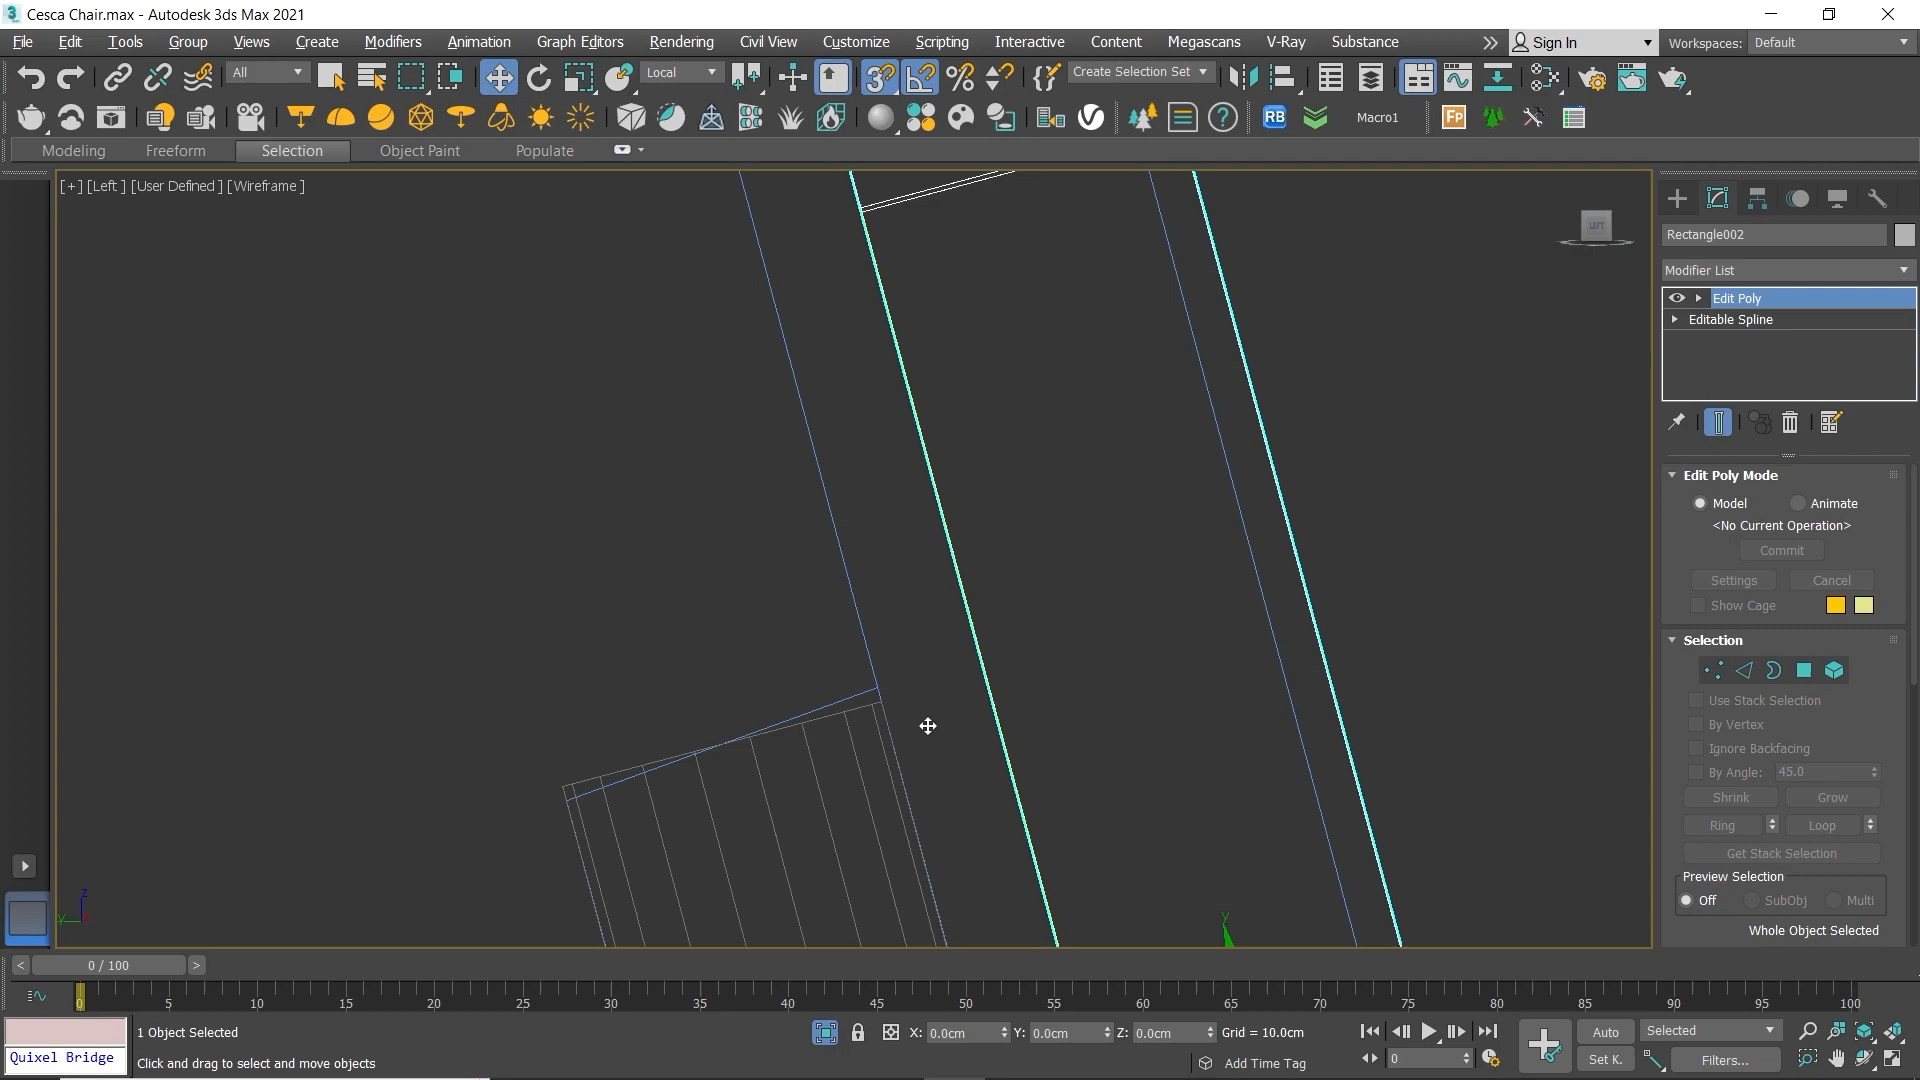 Cesca Chair.max - Autodesk 3ds Max 2021
File Edit Tools Group Views Create Modifiers Animation Graph Editors Rendering Civil View Customize Scripting Interactive Content Megascans V-Ray Substance Sign In Workspaces: Default
All Local Create Selection Set
RB Macro1 Fp
Modeling Freeform Selection Object Paint Populate
[+] [Left ] [User Defined ] [Wireframe ]
LEFT
Rectangle002
Modifier List
Edit Poly
Editable Spline
Edit Poly Mode
Model Animate
<No Current Operation>
Commit
Settings Cancel
Show Cage
Selection
Use Stack Selection
By Vertex
Ignore Backfacing
By Angle: 45.0
Shrink Grow
Ring Loop
Get Stack Selection
Preview Selection
Off SubObj Multi
Whole Object Selected
z
y
x
y
< 0 / 100 >
0 5 10 15 20 25 30 35 40 45 50 55 60 65 70 75 80 85 90 95 100
1 Object Selected X: 0.0cm Y: 0.0cm Z: 0.0cm Grid = 10.0cm Auto Selected
Quixel Bridge Click and drag to select and move objects Add Time Tag 0 Set K. Filters...